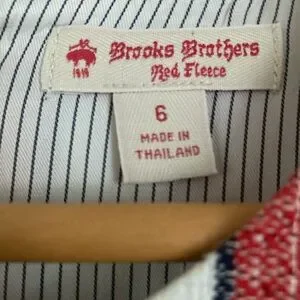 Brooks Brothers
1818
Red Fleece
6
MADE IN
THAILAND